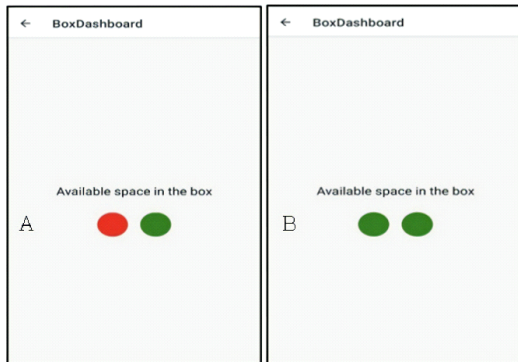 ← BoxDashboard
Available space in the box
A
← BoxDashboard
Available space in the box
B